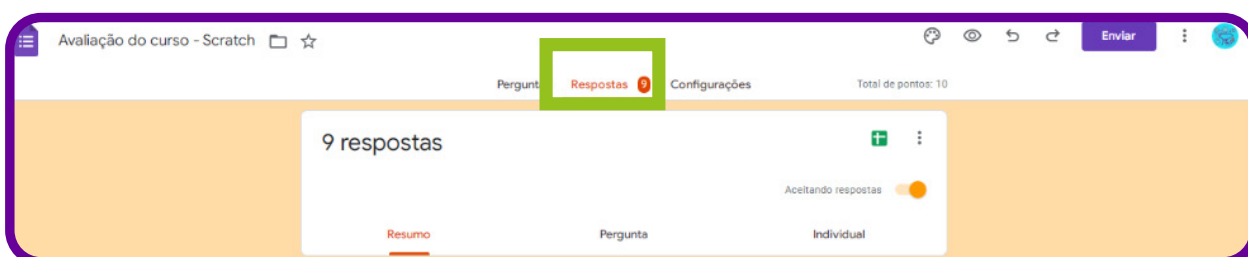 Avaliação do curso - Scratch
Enviar
Pergunt
Respostas 9
Configurações
Total de pontos: 10
9 respostas
Aceitando respostas
Resumo
Pergunta
Individual